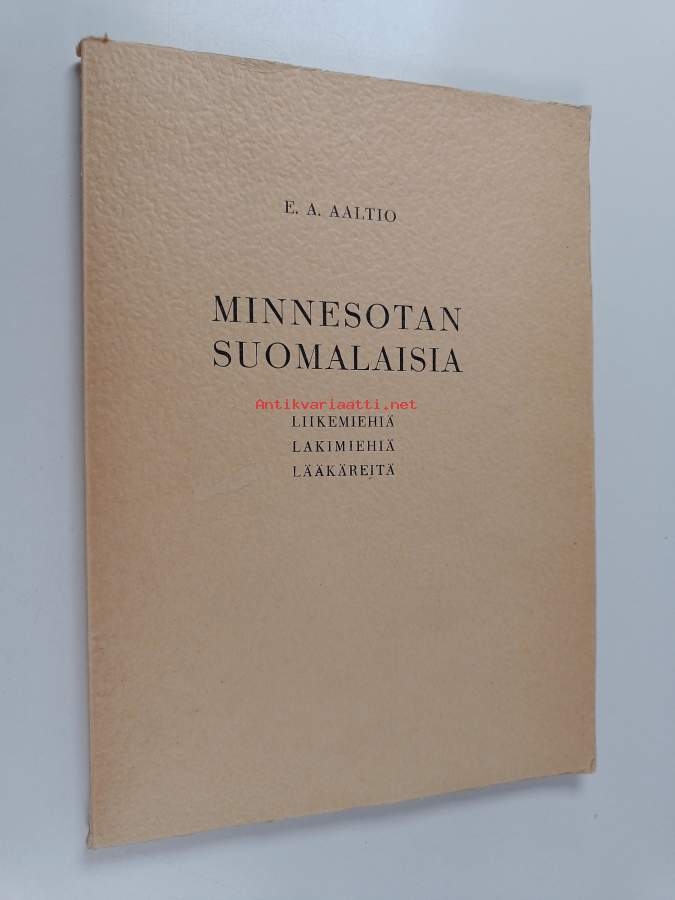 E. A. AALTIO
MINNESOTAN
SUOMALAISIA
Antikvariaatti.net
LIIKEMIEHIÄ
LAKIMIEHIÄ
LÄÄKÄREITÄ